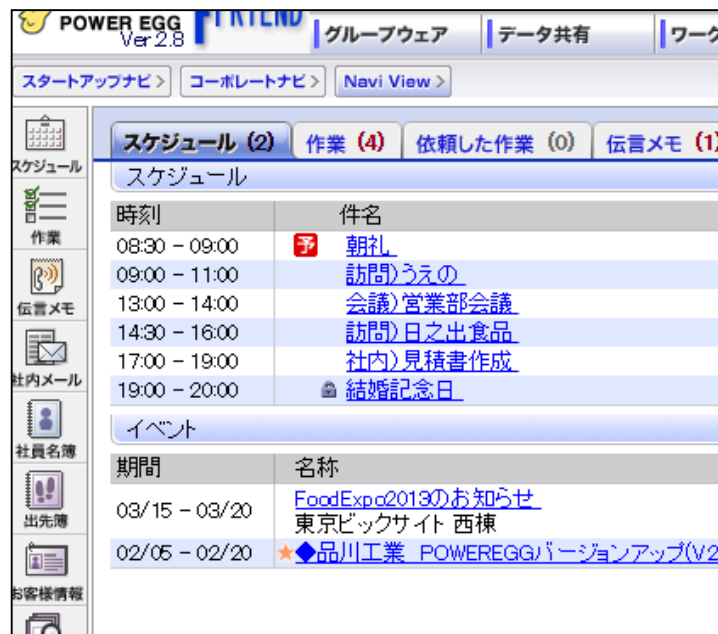 POWER EGG
Ver2.8
FRIEND
グループウェア
データ共有
ワーク
スタートアップナビ >
コーポレートナビ >
Navi View >
スケジュール
作業
伝言メモ
社内メール
社員名簿
出先簿
お客様情報
スケジュール (2)
作業 (4)
依頼した作業 (0)
伝言メモ (1)
スケジュール
時刻 件名
08:30 - 09:00 予 朝礼
09:00 - 11:00 訪問)うえの
13:00 - 14:00 会議)営業部会議
14:30 - 16:00 訪問)日之出食品
17:00 - 19:00 社内)見積書作成
19:00 - 20:00 結婚記念日
イベント
期間 名称
03/15 - 03/20 FoodExpo2013のお知らせ
東京ビックサイト 西棟
02/05 - 02/20 ★◆品川工業 POWEREGGバージョンアップ(V2